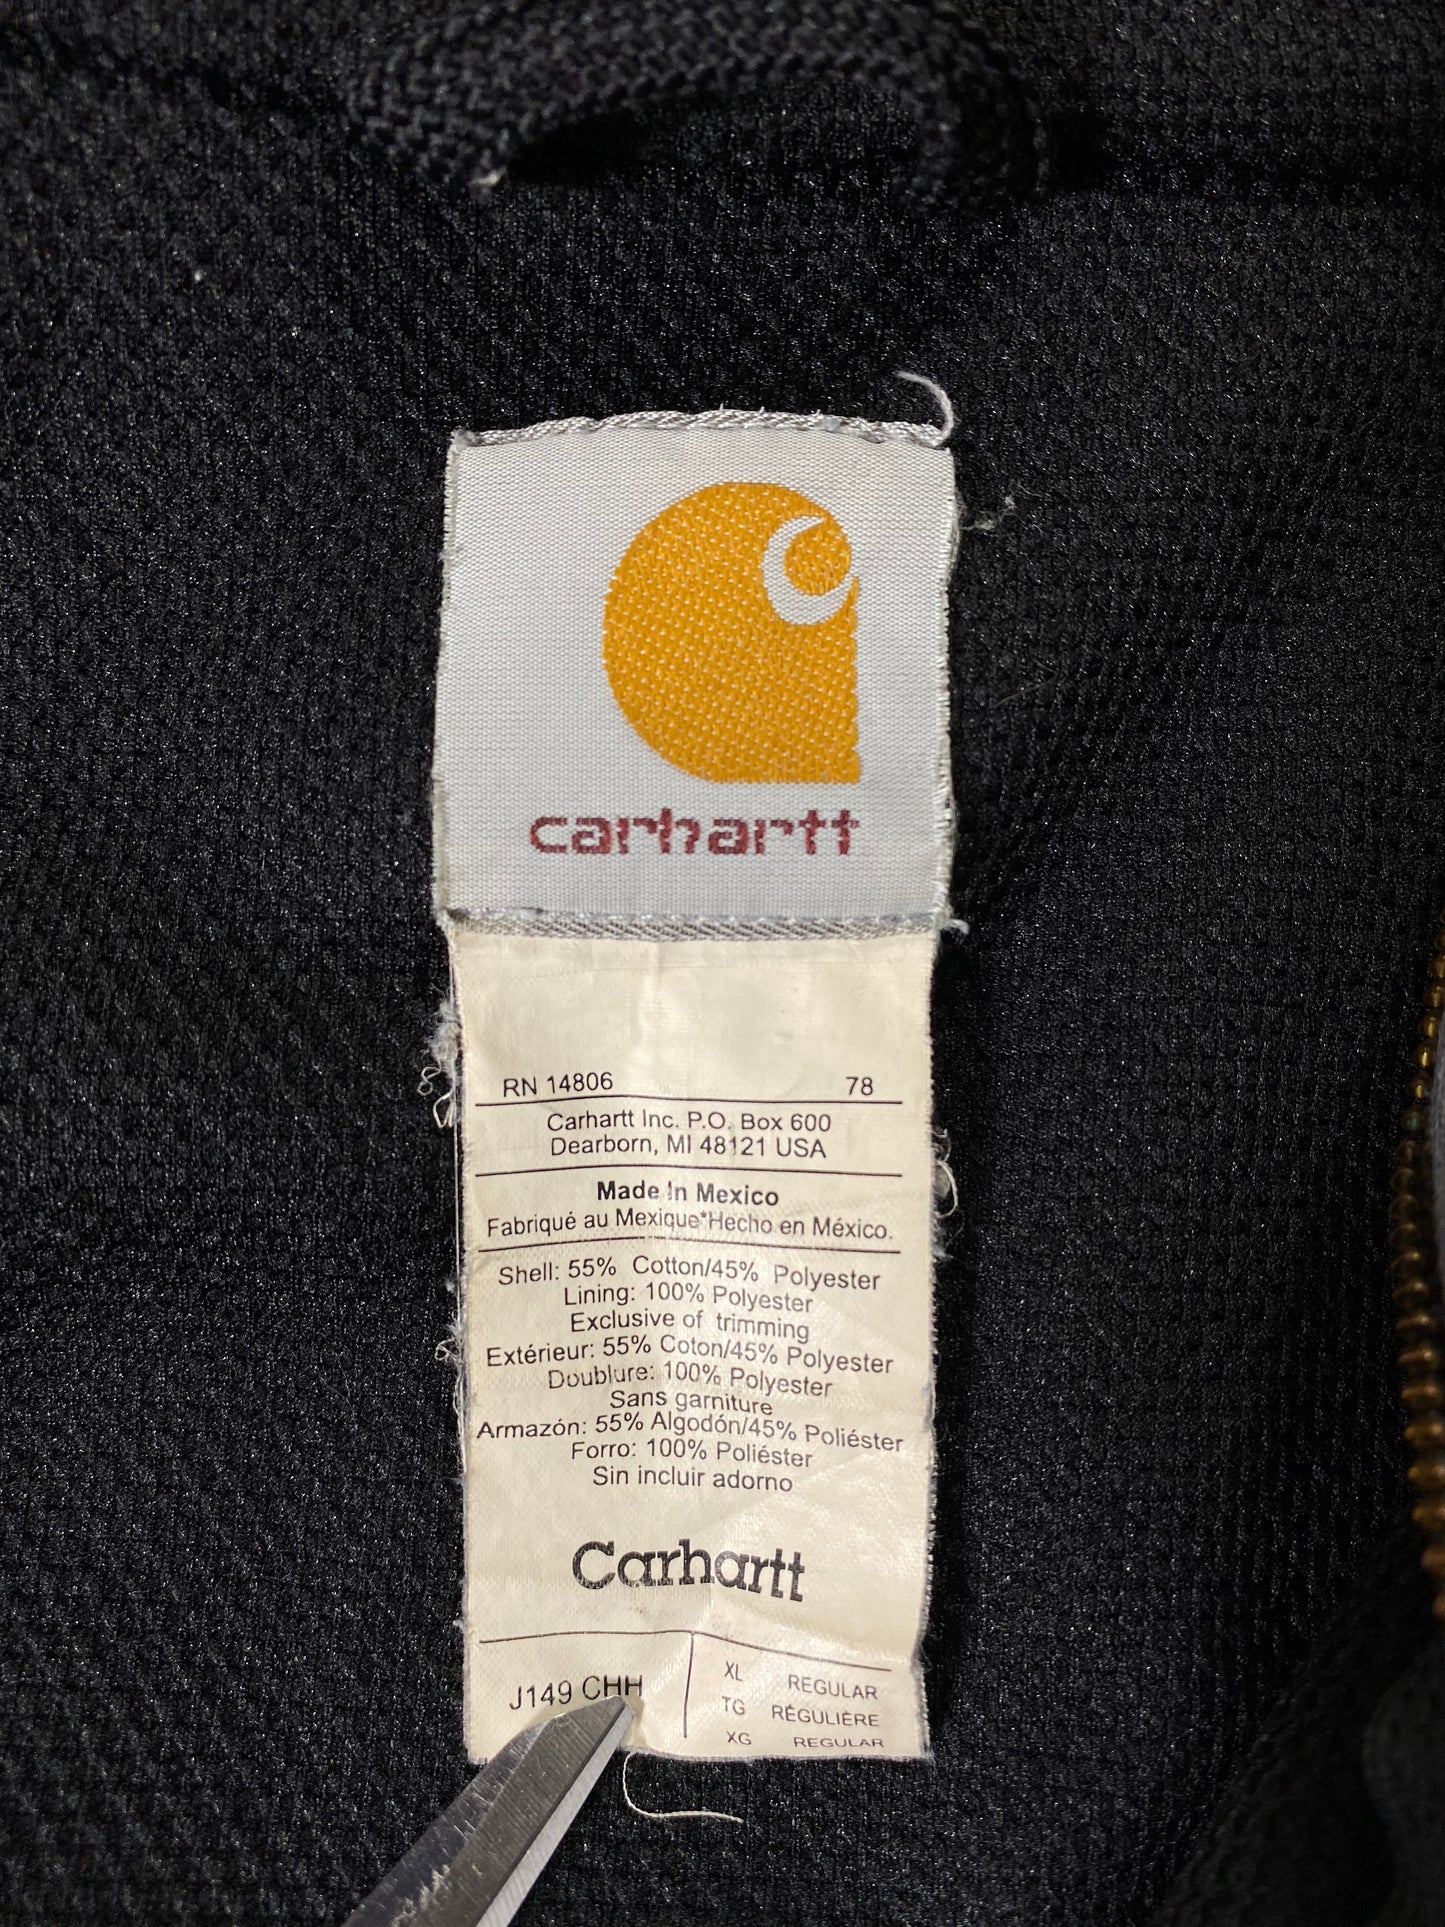 carhartt
RN 14806 78
Carhartt Inc. P.O. Box 600
Dearborn, MI 48121 USA
Made In Mexico
Fabriqué au Mexique*Hecho en México.
Shell: 55% Cotton/45% Polyester
Lining: 100% Polyester
Exclusive of trimming
Extérieur: 55% Coton/45% Polyester
Doublure: 100% Polyester
Sans garniture
Armazón: 55% Algodón/45% Poliéster
Forro: 100% Poliéster
Sin incluir adorno
Carhartt
J149 CHH
XL REGULAR
TG RÉGULIÈRE
XG REGULAR